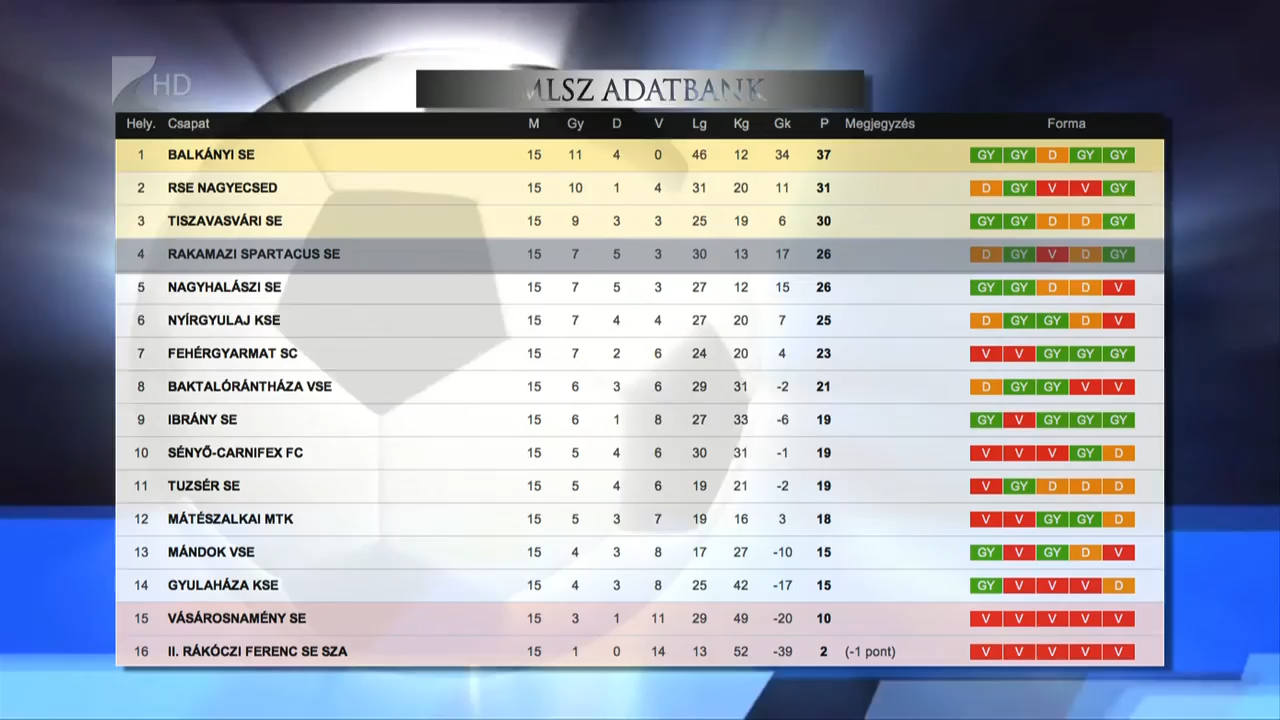 HD
MLSZ ADATBANK
Hely. Csapat M Gy D V Lg Kg Gk P Megjegyzés Forma
1 BALKÁNYI SE 15 11 4 0 46 12 34 37 GY GY D GY GY
2 RSE NAGYECSED 15 10 1 4 31 20 11 31 D GY V V GY
3 TISZAVASVÁRI SE 15 9 3 3 25 19 6 30 GY GY D D GY
4 RAKAMAZI SPARTACUS SE 15 7 5 3 30 13 17 26 D GY V D GY
5 NAGYHALÁSZI SE 15 7 5 3 27 12 15 26 GY GY D D V
6 NYÍRGYULAJ KSE 15 7 4 4 27 20 7 25 D GY GY D V
7 FEHÉRGYARMAT SC 15 7 2 6 24 20 4 23 V V GY GY GY
8 BAKTALÓRÁNTHÁZA VSE 15 6 3 6 29 31 -2 21 D GY GY V V
9 IBRÁNY SE 15 6 1 8 27 33 -6 19 GY V GY GY GY
10 SÉNYŐ-CARNIFEX FC 15 5 4 6 30 31 -1 19 V V V GY D
11 TUZSÉR SE 15 5 4 6 19 21 -2 19 V GY D D D
12 MÁTÉSZALKAI MTK 15 5 3 7 19 16 3 18 V V GY GY D
13 MÁNDOK VSE 15 4 3 8 17 27 -10 15 GY V GY D V
14 GYULAHÁZA KSE 15 4 3 8 25 42 -17 15 GY V V V D
15 VÁSÁROSNAMÉNY SE 15 3 1 11 29 49 -20 10 V V V V V
16 II. RÁKÓCZI FERENC SE SZA 15 1 0 14 13 52 -39 2 (-1 pont) V V V V V